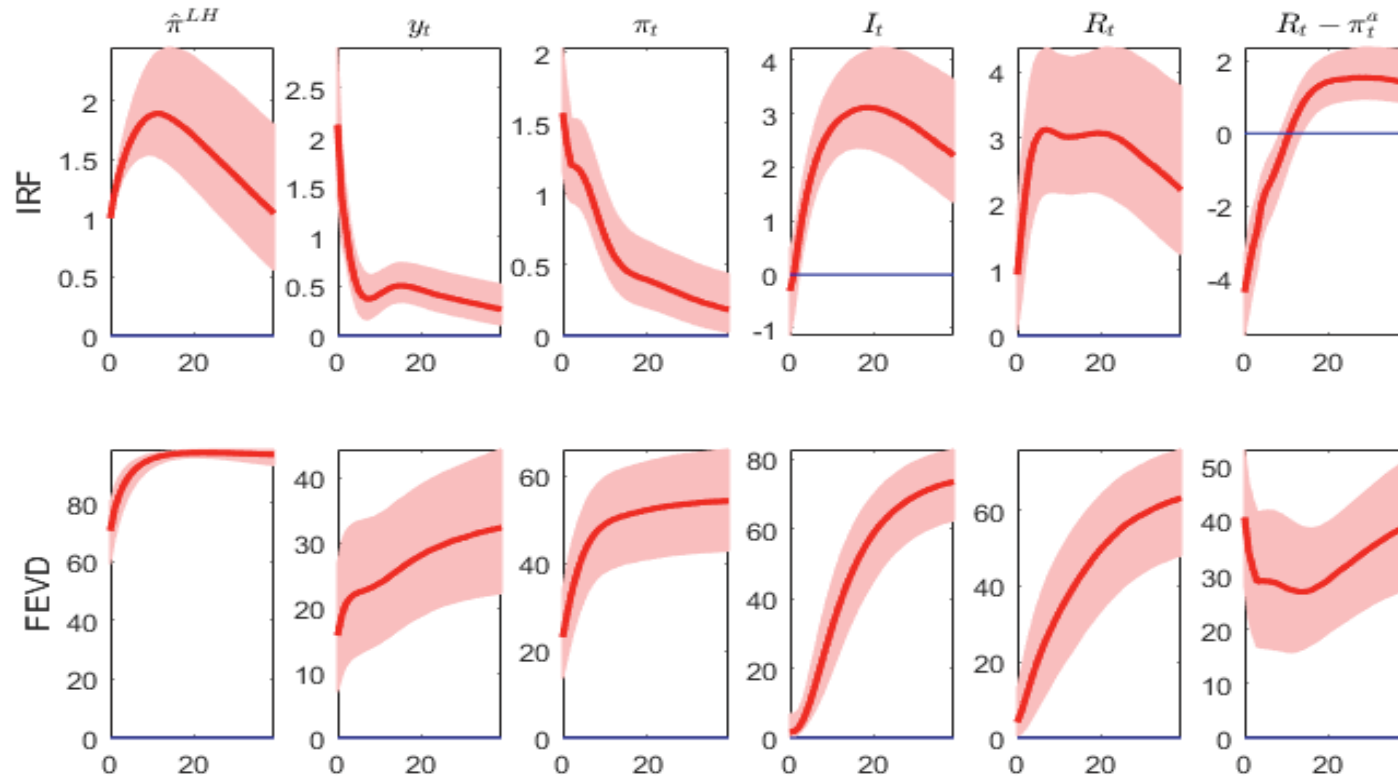 π̂^{LH} y_t π_t I_t R_t R_t − π_t^a
IRF
2 1.5 1 0.5 0
2.5 2 1.5 1 0.5 0
2 1.5 1 0.5 0
4 3 2 1 0 -1
4 3 2 1 0
2 0 -2 -4
0 20 0 20 0 20 0 20 0 20 0 20
FEVD
80 60 40 20 0
40 30 20 10 0
60 40 20 0
80 60 40 20 0
60 40 20 0
50 40 30 20 10 0
0 20 0 20 0 20 0 20 0 20 0 20